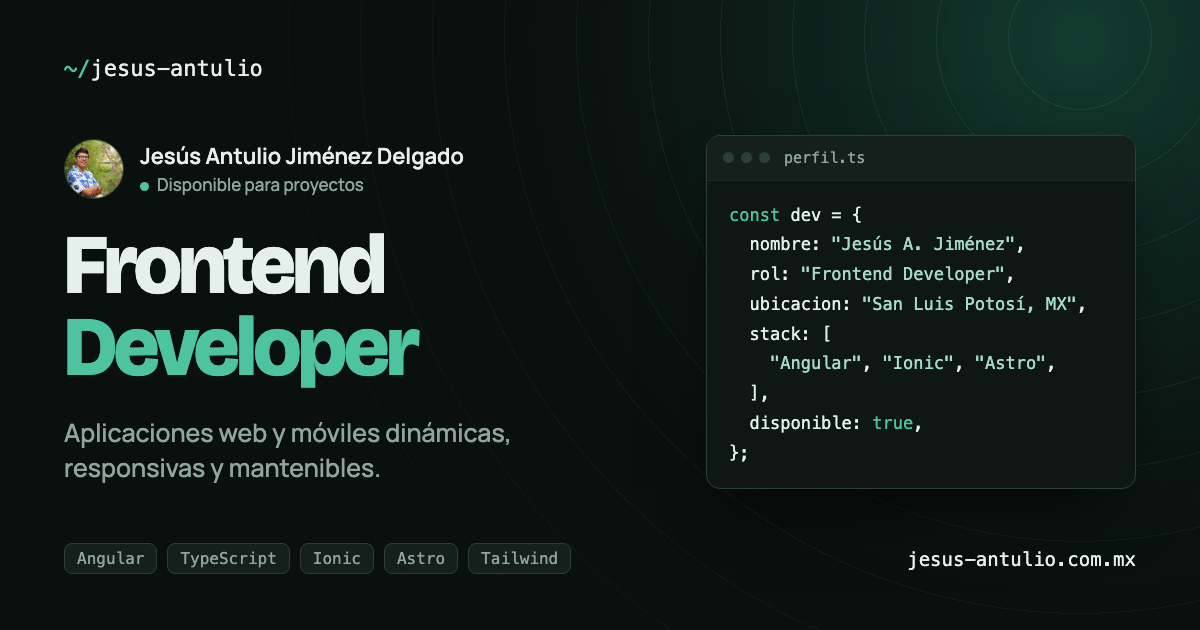 ~/jesus-antulio
Jesús Antulio Jiménez Delgado
Disponible para proyectos
Frontend
Developer
Aplicaciones web y móviles dinámicas,
responsivas y mantenibles.
Angular
TypeScript
Ionic
Astro
Tailwind
perfil.ts
const dev = {
  nombre: "Jesús A. Jiménez",
  rol: "Frontend Developer",
  ubicacion: "San Luis Potosí, MX",
  stack: [
    "Angular", "Ionic", "Astro",
  ],
  disponible: true,
};
jesus-antulio.com.mx